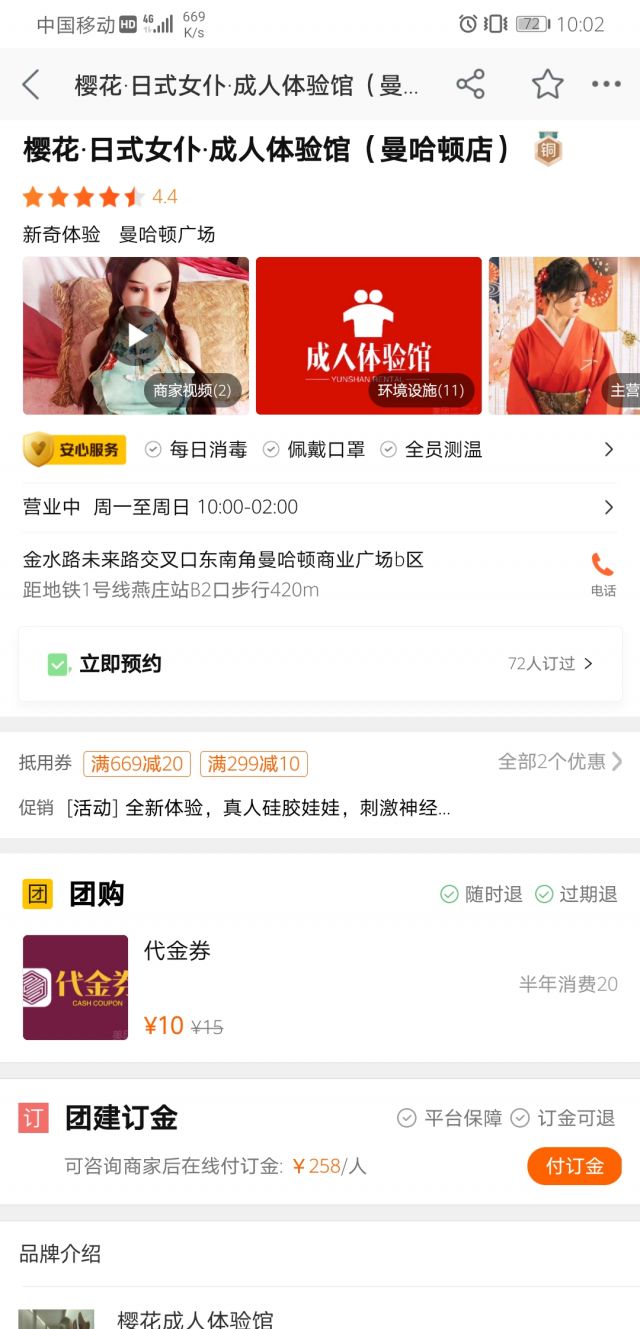 中国移动 HD 4G 669 K/s 72 10:02
樱花·日式女仆·成人体验馆（曼...
樱花·日式女仆·成人体验馆（曼哈顿店）
铜
4.4
新奇体验 曼哈顿广场
成人体验馆
YUNSHAN RENTAL
商家视频(2) 环境设施(11) 主营
安心服务 每日消毒 佩戴口罩 全员测温
营业中 周一至周日 10:00-02:00
金水路未来路交叉口东南角曼哈顿商业广场b区
距地铁1号线燕庄站B2口步行420m
电话
立即预约 72人订过
抵用券 满669减20 满299减10 全部2个优惠
促销 [活动] 全新体验，真人硅胶娃娃，刺激神经...
团 团购 随时退 过期退
代金券
代金券
CASH COUPON
半年消费20
¥10 ¥15
订 团建订金 平台保障 订金可退
可咨询商家后在线付订金: ¥258/人 付订金
品牌介绍
樱花成人体验馆